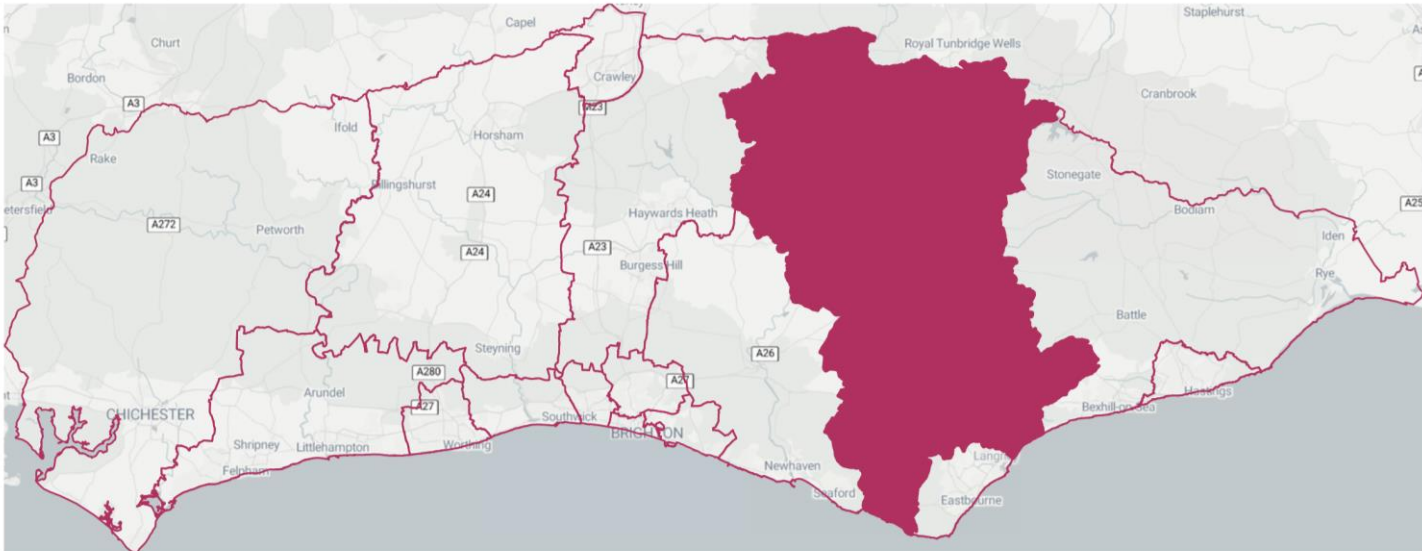 Capel
Staplehurst
Churt
Royal Tunbridge Wells
Bordon
Crawley
A3
Cranbrook
M23
Ifold
Horsham
A3
Rake
Stonegate
A3
Billingshurst
A24
Bodiam
A25
Haywards Heath
A272
Petworth
Iden
A24
A23
Burgess Hill
Rye
Battle
Steyning
A26
A280
A27
Arundel
A27
Hastings
CHICHESTER
Bexhill-on-Sea
Southwick
BRIGHTON
Shripney
Littlehampton
Worthing
Felpham
Newhaven
Seaford
Eastbourne